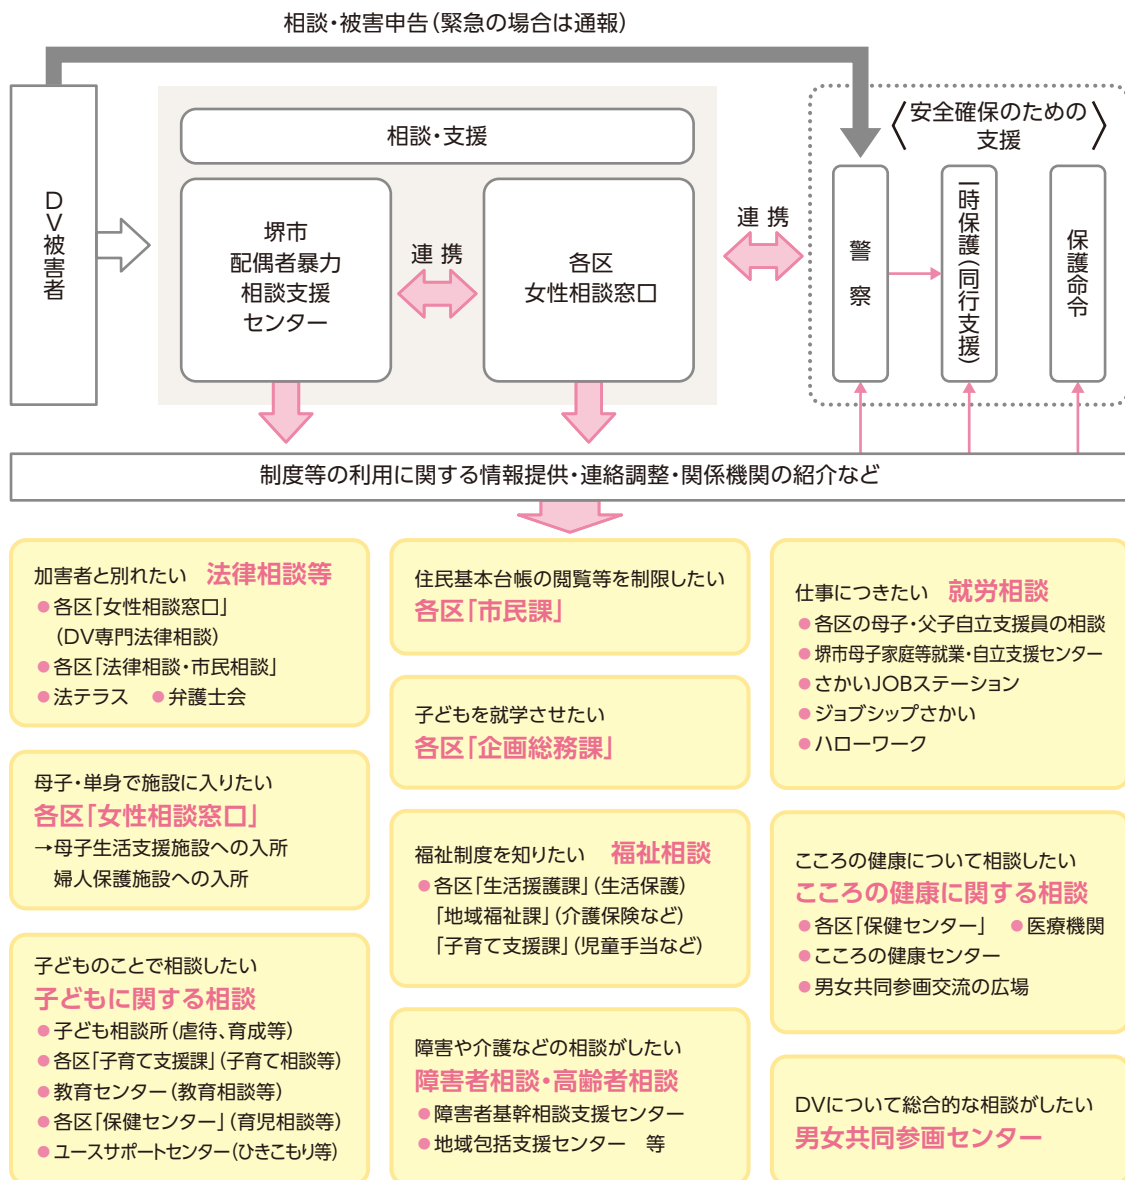 相談・被害申告（緊急の場合は通報）
DV被害者
相談・支援
堺市
配偶者暴力
相談支援
センター
連携
各区
女性相談窓口
連携
〈安全確保のための
支援〉
警察
一時保護（同行支援）
保護命令
制度等の利用に関する情報提供・連絡調整・関係機関の紹介など
加害者と別れたい 法律相談等
●各区「女性相談窓口」
（DV専門法律相談）
●各区「法律相談・市民相談」
●法テラス ●弁護士会
母子・単身で施設に入りたい
各区「女性相談窓口」
→母子生活支援施設への入所
婦人保護施設への入所
子どものことで相談したい
子どもに関する相談
●子ども相談所（虐待、育成等）
●各区「子育て支援課」（子育て相談等）
●教育センター（教育相談等）
●各区「保健センター」（育児相談等）
●ユースサポートセンター（ひきこもり等）
住民基本台帳の閲覧等を制限したい
各区「市民課」
子どもを就学させたい
各区「企画総務課」
福祉制度を知りたい 福祉相談
●各区「生活援護課」（生活保護）
「地域福祉課」（介護保険など）
「子育て支援課」（児童手当など）
障害や介護などの相談がしたい
障害者相談・高齢者相談
●障害者基幹相談支援センター
●地域包括支援センター 等
仕事につきたい 就労相談
●各区の母子・父子自立支援員の相談
●堺市母子家庭等就業・自立支援センター
●さかいJOBステーション
●ジョブシップさかい
●ハローワーク
こころの健康について相談したい
こころの健康に関する相談
●各区「保健センター」 ●医療機関
●こころの健康センター
●男女共同参画交流の広場
DVについて総合的な相談がしたい
男女共同参画センター